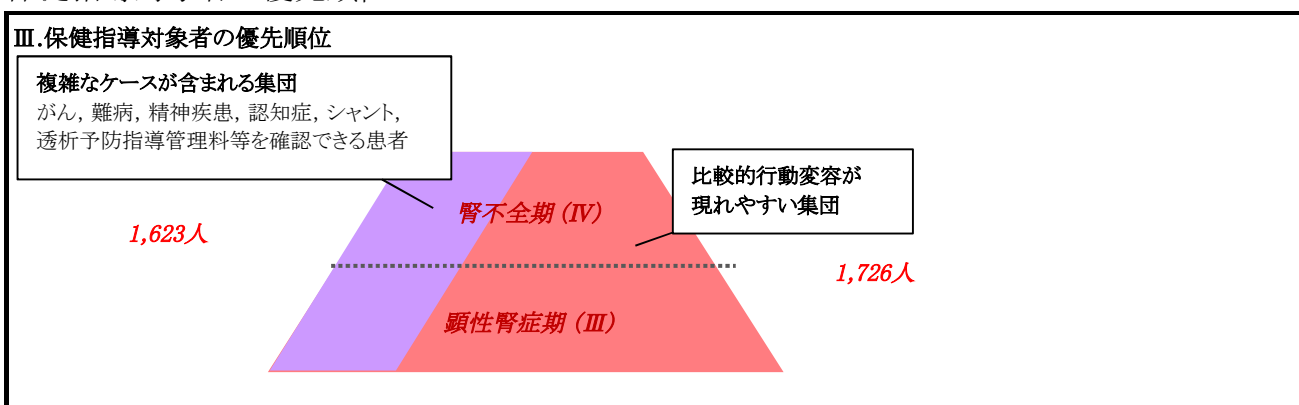 Ⅲ.保健指導対象者の優先順位
複雑なケースが含まれる集団
がん, 難病, 精神疾患, 認知症, シャント,
透析予防指導管理料等を確認できる患者
比較的行動変容が
現れやすい集団
腎不全期 (Ⅳ)
1,623人
1,726人
顕性腎症期 (Ⅲ)